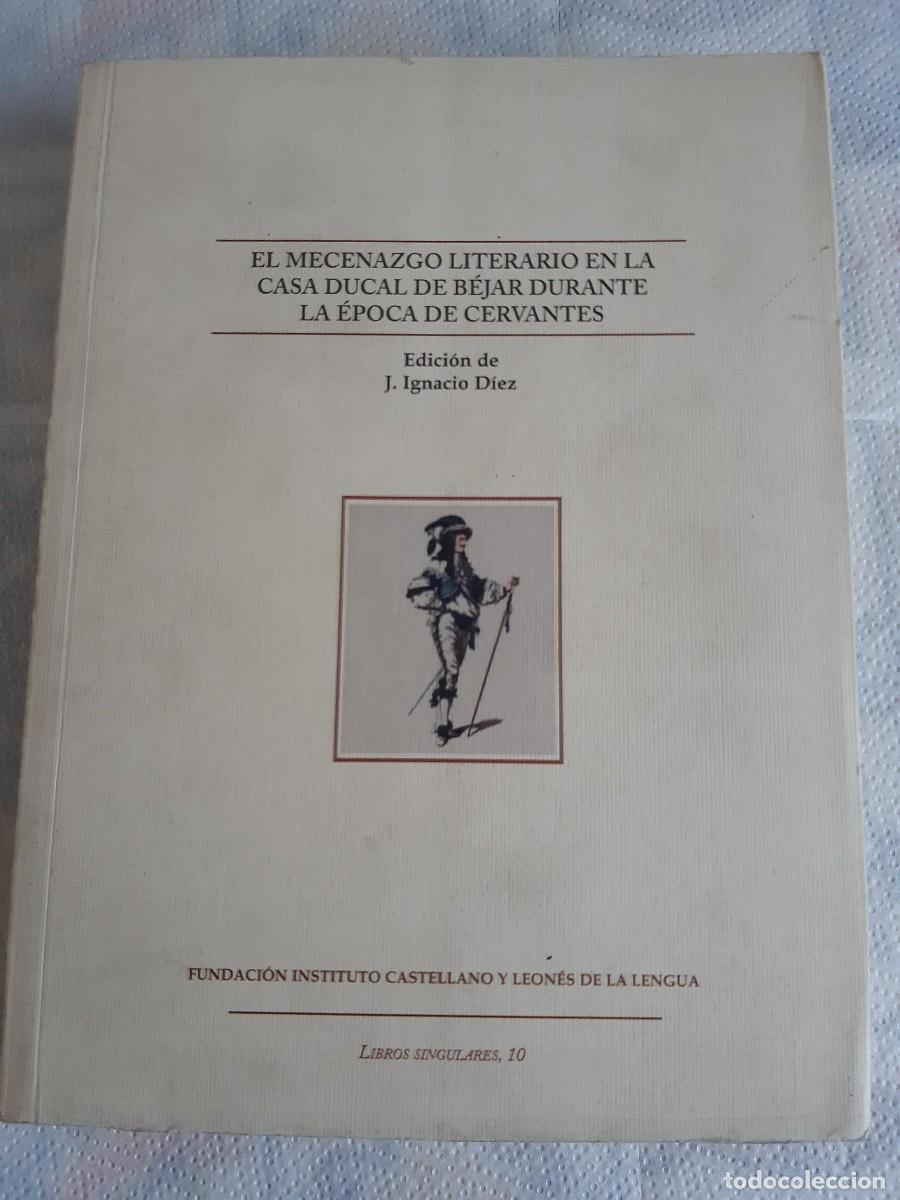 EL MECENAZGO LITERARIO EN LA
CASA DUCAL DE BÉJAR DURANTE
LA ÉPOCA DE CERVANTES
Edición de
J. Ignacio Díez
FUNDACIÓN INSTITUTO CASTELLANO Y LEONÉS DE LA LENGUA
LIBROS SINGULARES, 10
todocoleccion